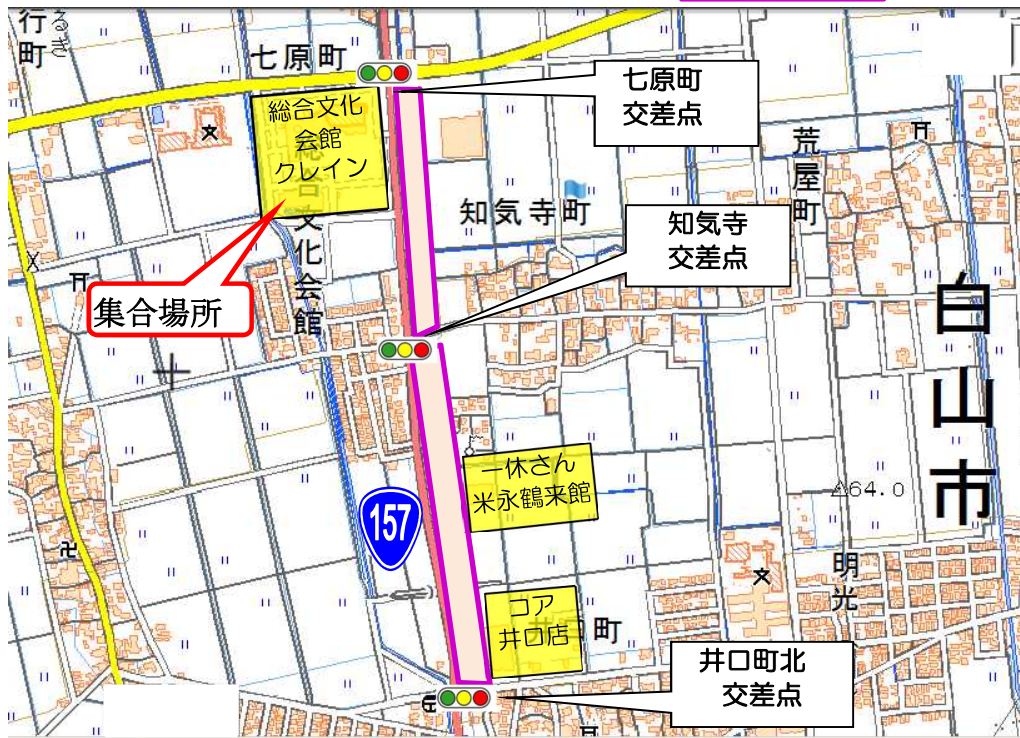 行町
七原町
七原町
交差点
総合文化
会館
クレイン
総合文化会館
荒屋町
知気寺町
知気寺
交差点
集合場所
白山市
一休さん
米永鶴来館
64.0
157
明光
コア
井口店
井口町
井口町北
交差点